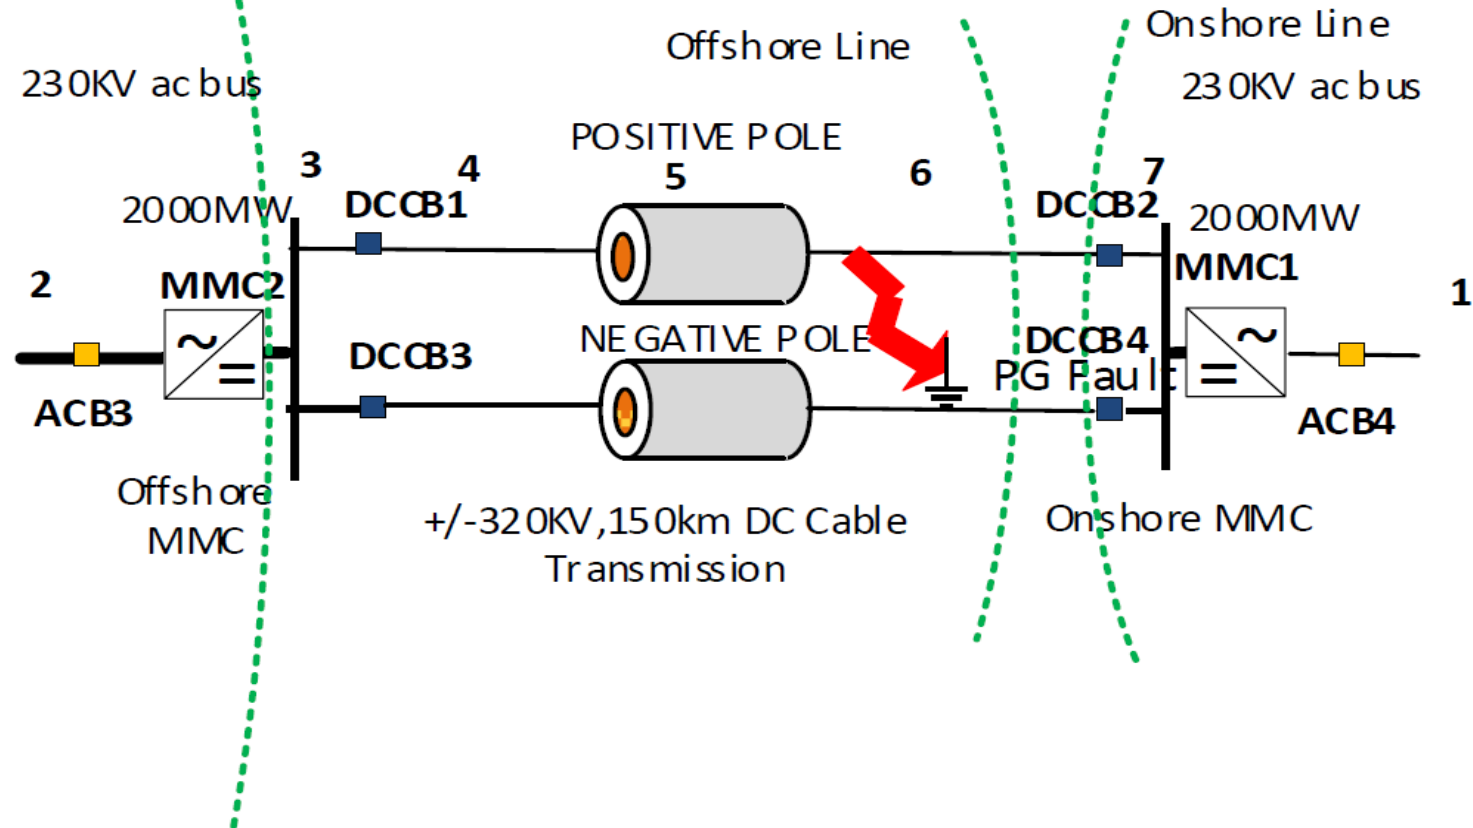 Offshore Line
Onshore Line
230KV ac bus
230KV ac bus
POSITIVE POLE
3
4
5
6
7
2000MW
DCCB1
DCCB2
2000MW
2
MMC2
MMC1
1
NEGATIVE POLE
DCCB3
DCCB4
PG Fault
ACB3
ACB4
Offshore
MMC
+/-320KV,150km DC Cable
Transmission
Onshore MMC